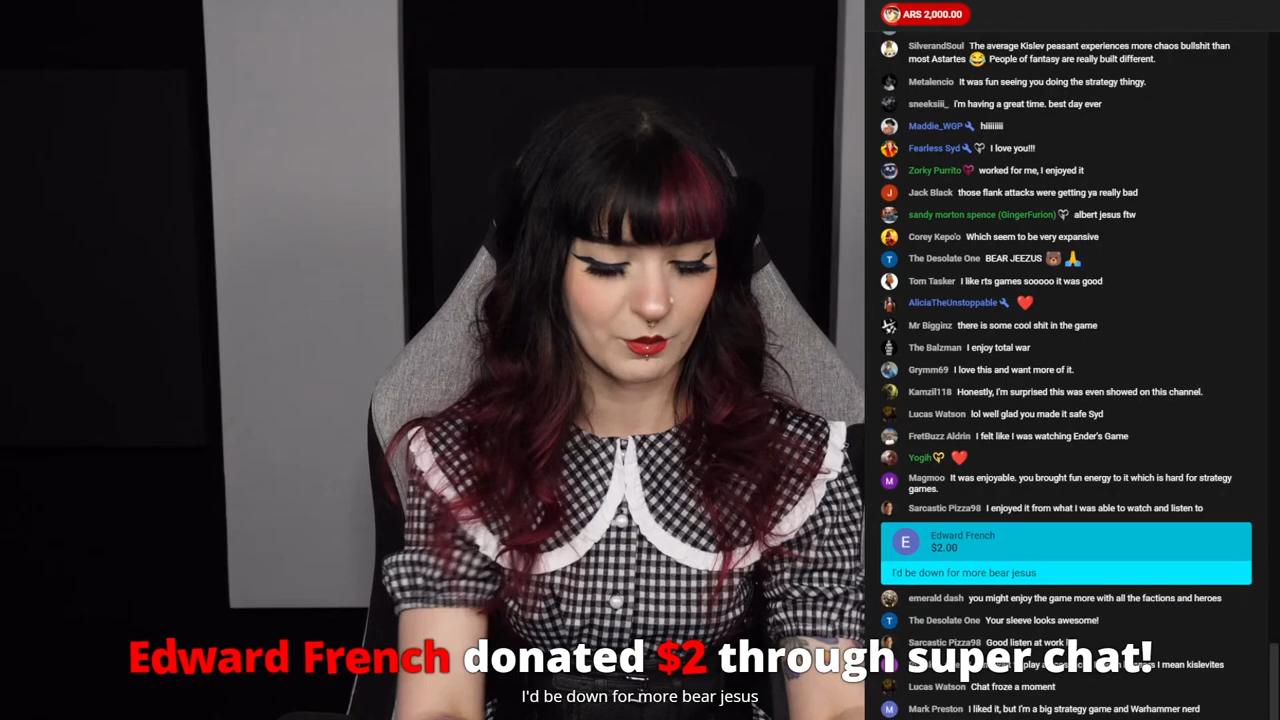 ARS 2,000.00
SilverandSoul The average Kislev peasant experiences more chaos bullshit than
most Astartes 😂 People of fantasy are really built different.
Metalencio It was fun seeing you doing the strategy thingy.
sneeksiii_ i'm having a great time. best day ever
Maddie_WGP hiiiiiiii
Fearless Syd I love you!!!
Zorky Purrito worked for me, I enjoyed it
Jack Black those flank attacks were getting ya really bad
sandy morton spence (GingerFurion) albert jesus ftw
Corey Kepo'o Which seem to be very expansive
T The Desolate One BEAR JEEZUS 🐻 🙏
Tom Tasker I like rts games sooooo it was good
AliciaTheUnstoppable ❤️
Mr Bigginz there is some cool shit in the game
The Balzman I enjoy total war
Grymm69 I love this and want more of it.
Kamzil118 Honestly, I'm surprised this was even showed on this channel.
Lucas Watson lol well glad you made it safe Syd
FretBuzz Aldrin I felt like I was watching Ender's Game
Yogih ❤️
M Magmoo It was enjoyable. you brought fun energy to it which is hard for strategy
games.
Sarcastic Pizza98 I enjoyed it from what I was able to watch and listen to
E Edward French
$2.00
I'd be down for more bear jesus
emerald dash you might enjoy the game more with all the factions and heroes
T The Desolate One Your sleeve looks awesome!
Sarcastic Pizza98 Good listen at work
I mean kislevites
Lucas Watson Chat froze a moment
M Mark Preston I liked it, but I'm a big strategy game and Warhammer nerd
Edward French donated $2 through super chat!
I'd be down for more bear jesus